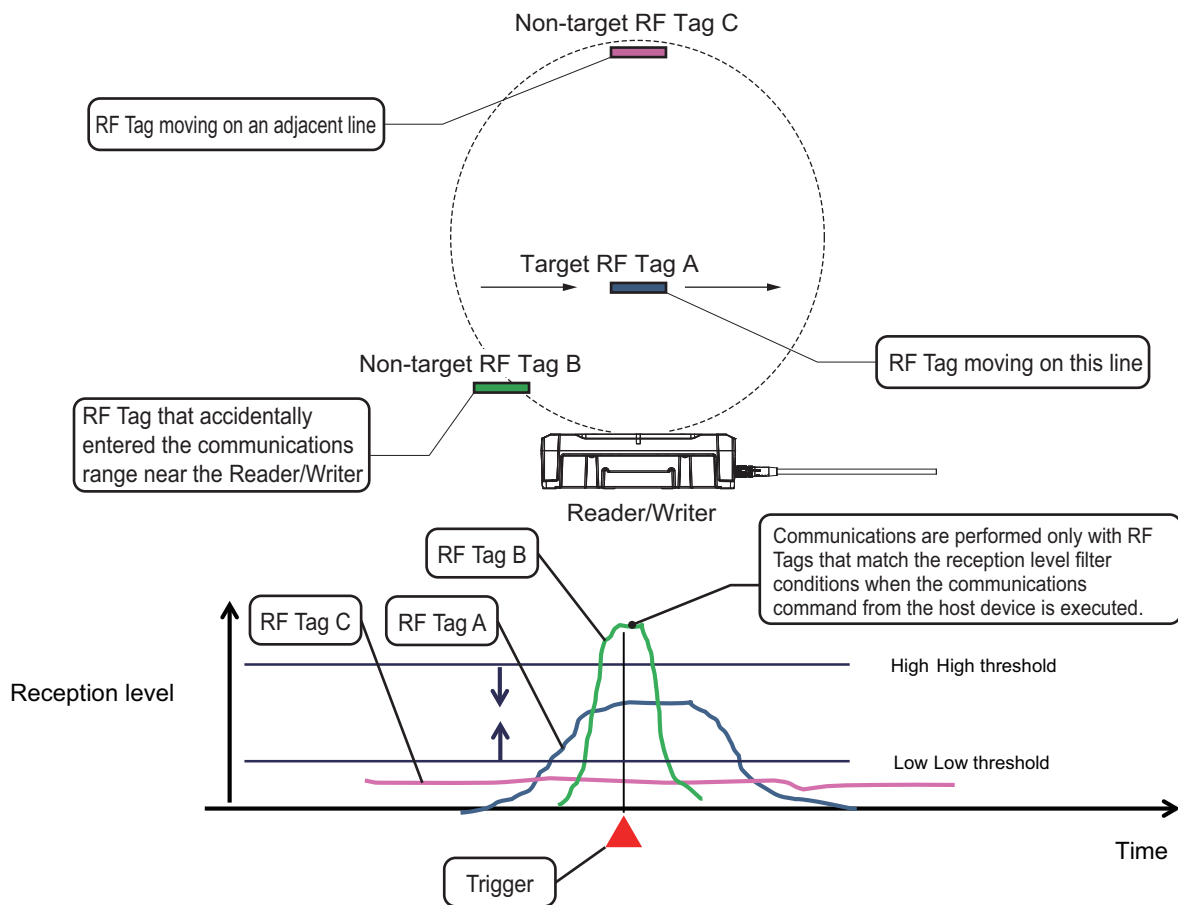 Non-target RF Tag C
RF Tag moving on an adjacent line
Target RF Tag A
Non-target RF Tag B
RF Tag moving on this line
RF Tag that accidentally
entered the communications
range near the Reader/Writer
Reader/Writer
Communications are performed only with RF
Tags that match the reception level filter
conditions when the communications
command from the host device is executed.
RF Tag B
RF Tag C
RF Tag A
High High threshold
Reception level
Low Low threshold
Time
Trigger